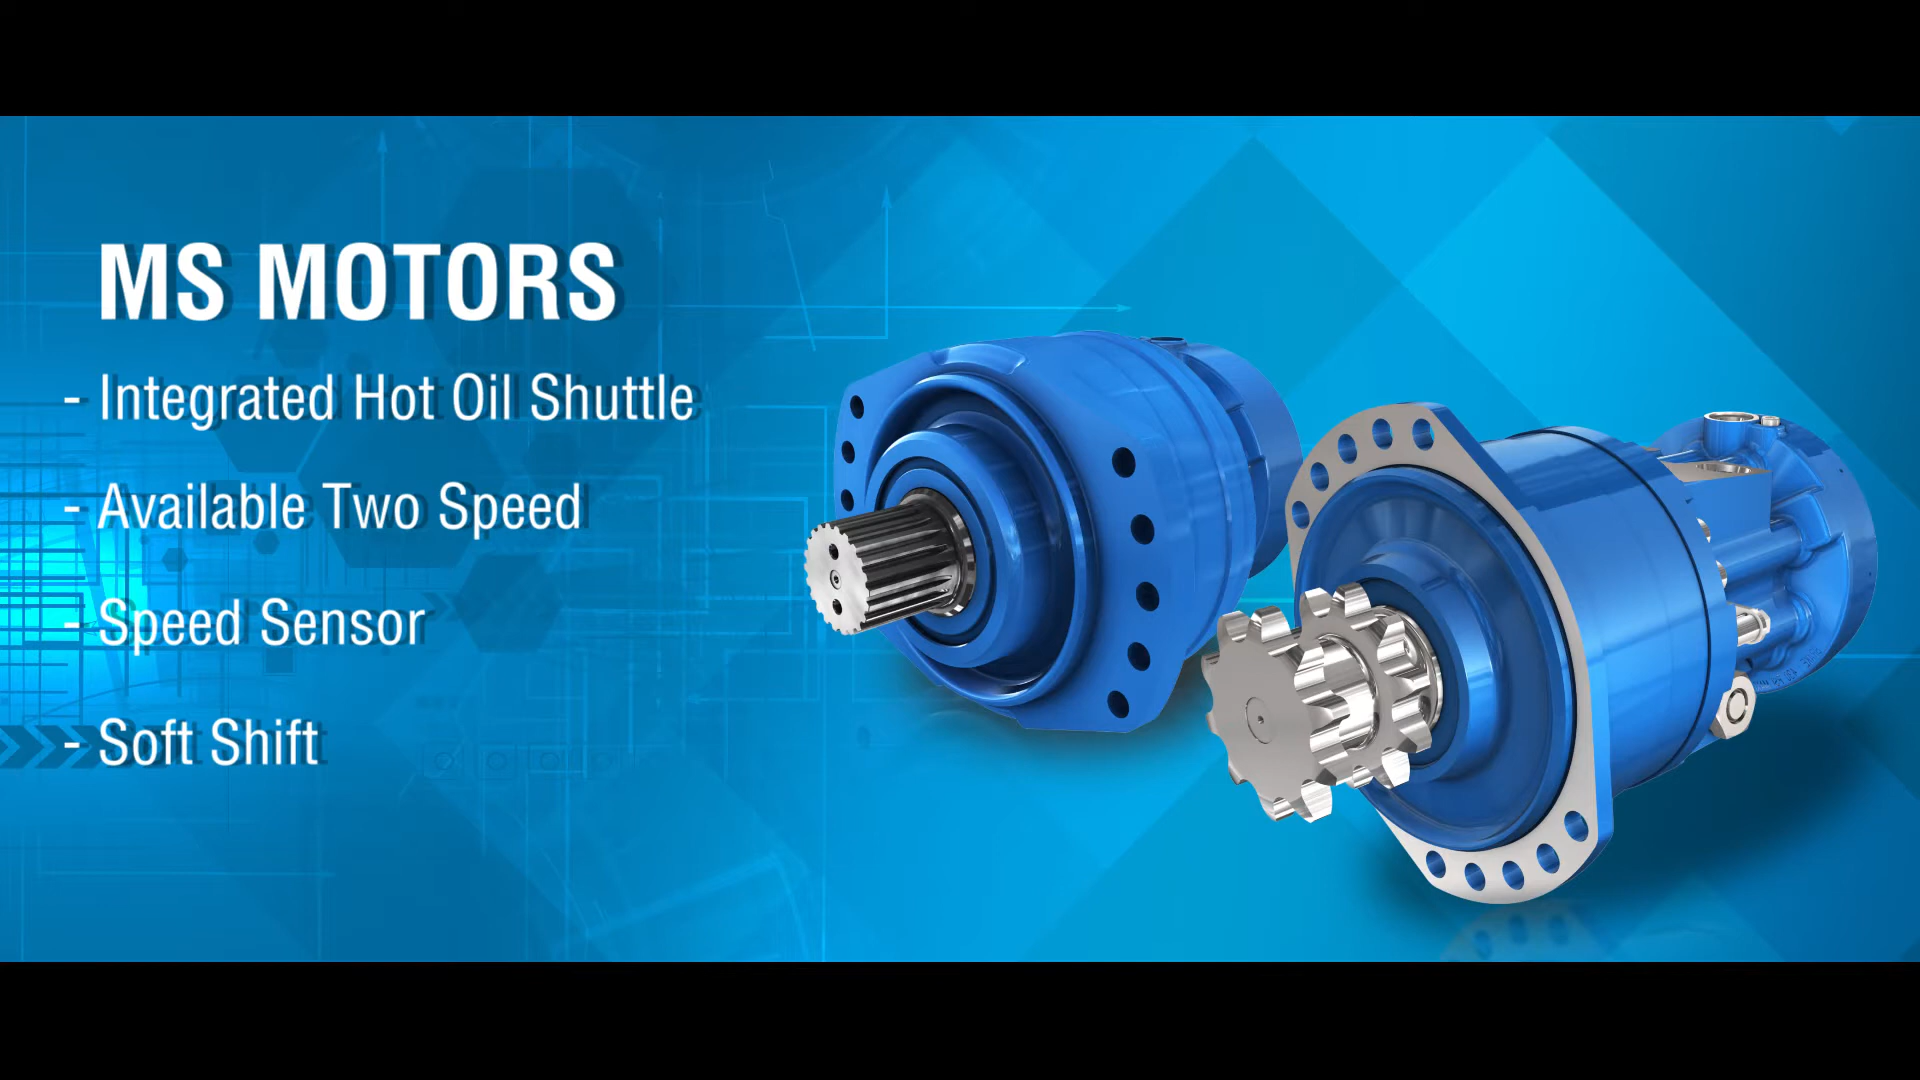 MS MOTORS
- Integrated Hot Oil Shuttle
- Available Two Speed
- Speed Sensor
- Soft Shift